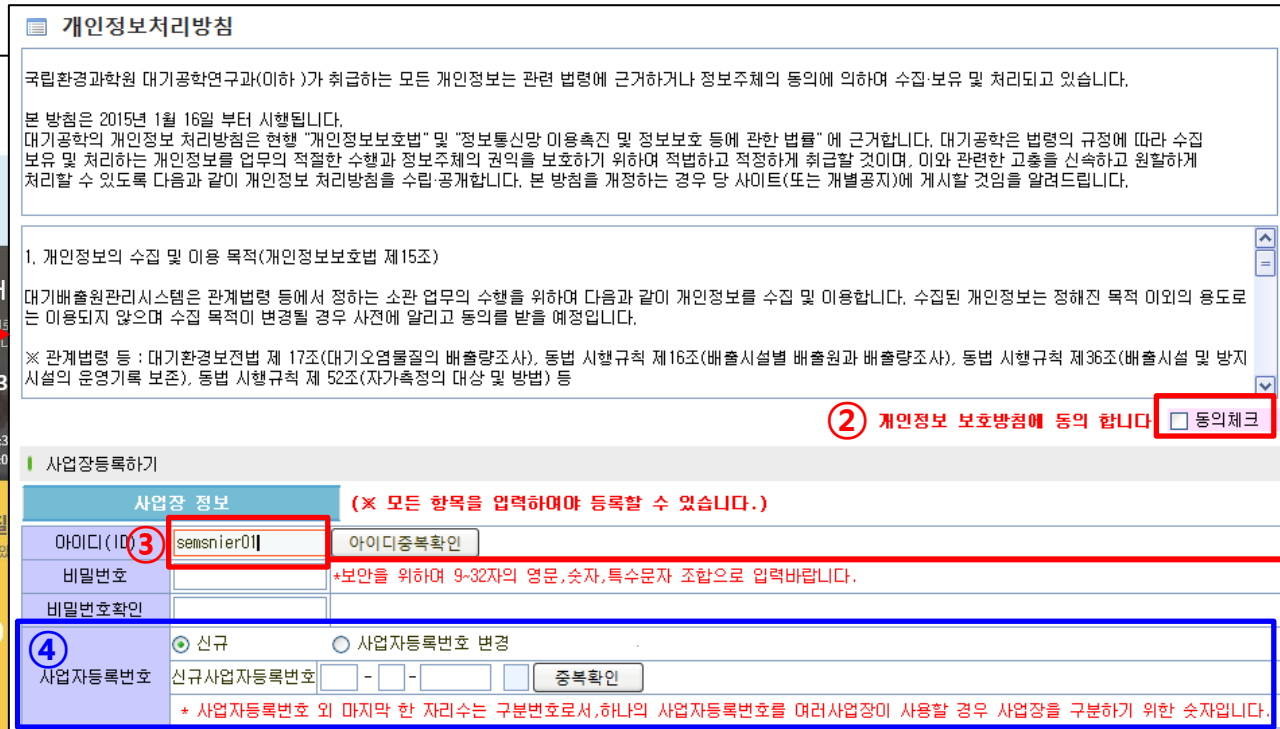 개인정보처리방침
국립환경과학원 대기공학연구과(이하 )가 취급하는 모든 개인정보는 관련 법령에 근거하거나 정보주체의 동의에 의하여 수집·보유 및 처리되고 있습니다.
본 방침은 2015년 1월 16일 부터 시행됩니다.
대기공학의 개인정보 처리방침은 현행 "개인정보보호법" 및 "정보통신망 이용촉진 및 정보보호 등에 관한 법률" 에 근거합니다. 대기공학은 법령의 규정에 따라 수집
보유 및 처리하는 개인정보를 업무의 적절한 수행과 정보주체의 권익을 보호하기 위하여 적법하고 적정하게 취급할 것이며, 이와 관련한 고충을 신속하고 원할하게
처리할 수 있도록 다음과 같이 개인정보 처리방침을 수립·공개합니다. 본 방침을 개정하는 경우 당 사이트(또는 개별공지)에 게시할 것임을 알려드립니다.
1. 개인정보의 수집 및 이용 목적(개인정보보호법 제15조)
대기배출원관리시스템은 관계법령 등에서 정하는 소관 업무의 수행을 위하여 다음과 같이 개인정보를 수집 및 이용합니다. 수집된 개인정보는 정해진 목적 이외의 용도로
는 이용되지 않으며 수집 목적이 변경될 경우 사전에 알리고 동의를 받을 예정입니다.
※ 관계법령 등 : 대기환경보전법 제 17조(대기오염물질의 배출량조사), 동법 시행규칙 제16조(배출시설별 배출원과 배출량조사), 동법 시행규칙 제36조(배출시설 및 방지
시설의 운영기록 보존), 동법 시행규칙 제 52조(자가측정의 대상 및 방법) 등
② 개인정보 보호방침에 동의 합니다 동의체크
사업장등록하기
사업장 정보 (※ 모든 항목을 입력하여야 등록할 수 있습니다.)
아이디(ID) ③ semsnier01 아이디중복확인
비밀번호 *보안을 위하여 9~32자의 영문,숫자,특수문자 조합으로 입력바랍니다.
비밀번호확인
④ 신규 사업자등록번호 변경
사업자등록번호 신규사업자등록번호 - - 중복확인
* 사업자등록번호 외 마지막 한 자리수는 구분번호로서,하나의 사업자등록번호를 여러사업장이 사용할 경우 사업장을 구분하기 위한 숫자입니다.